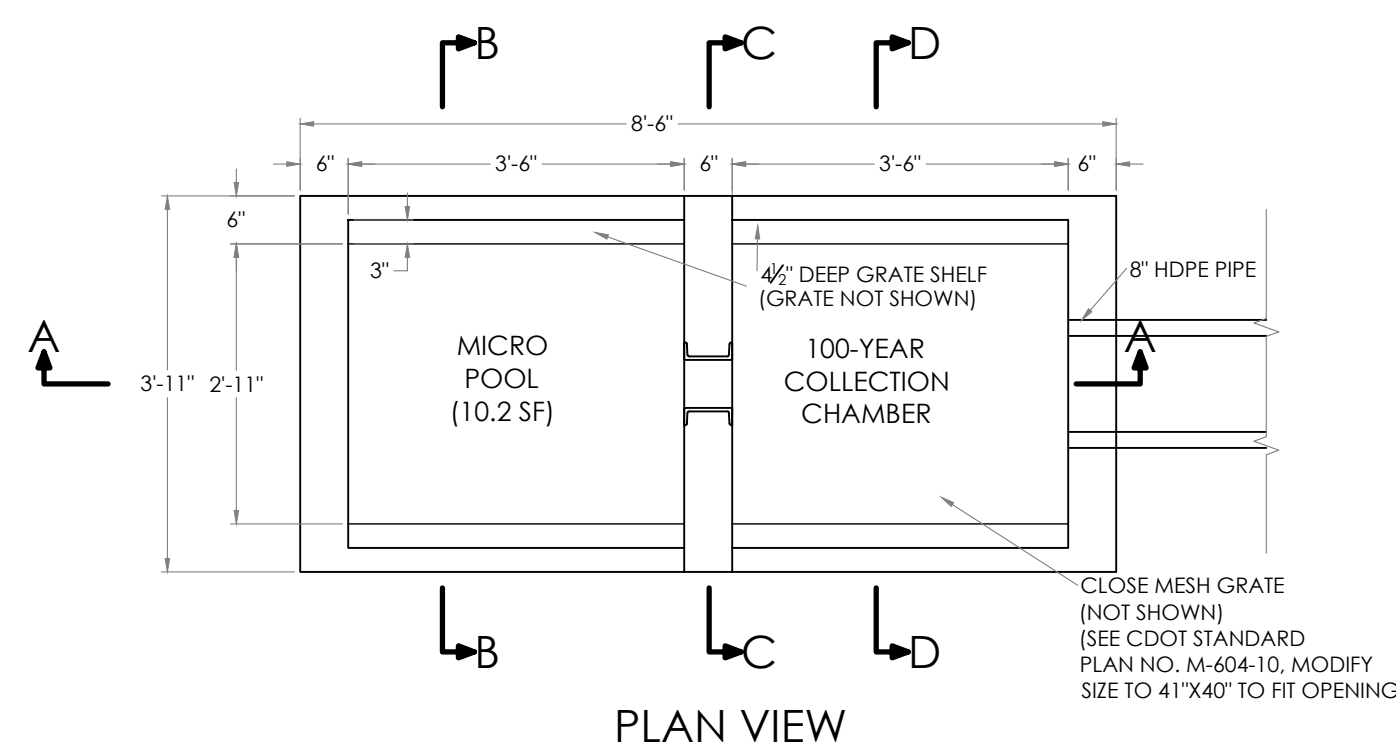 B
C
D
8'-6"
6"
3'-6"
6"
3'-6"
6"
6"
3"
4½" DEEP GRATE SHELF
(GRATE NOT SHOWN)
8" HDPE PIPE
A
A
MICRO
POOL
(10.2 SF)
100-YEAR
COLLECTION
CHAMBER
3'-11"
2'-11"
CLOSE MESH GRATE
(NOT SHOWN)
(SEE CDOT STANDARD
PLAN NO. M-604-10, MODIFY
SIZE TO 41"X40" TO FIT OPENING
B
C
D
PLAN VIEW